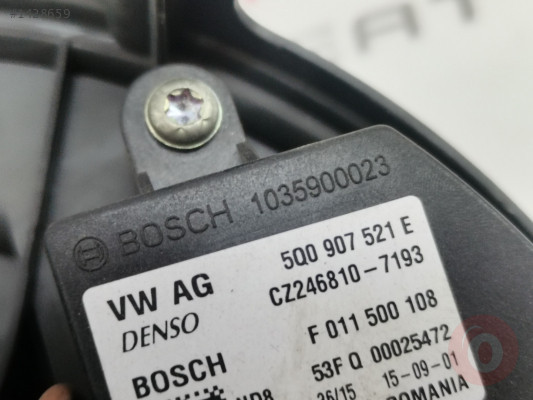 #1428659
BOSCH 1035900023
VW AG 5Q0 907 521 E
DENSO CZ246810-7193
BOSCH F 011 500 108
53F Q 00025472
26/15 15-09-01
ROMANIA